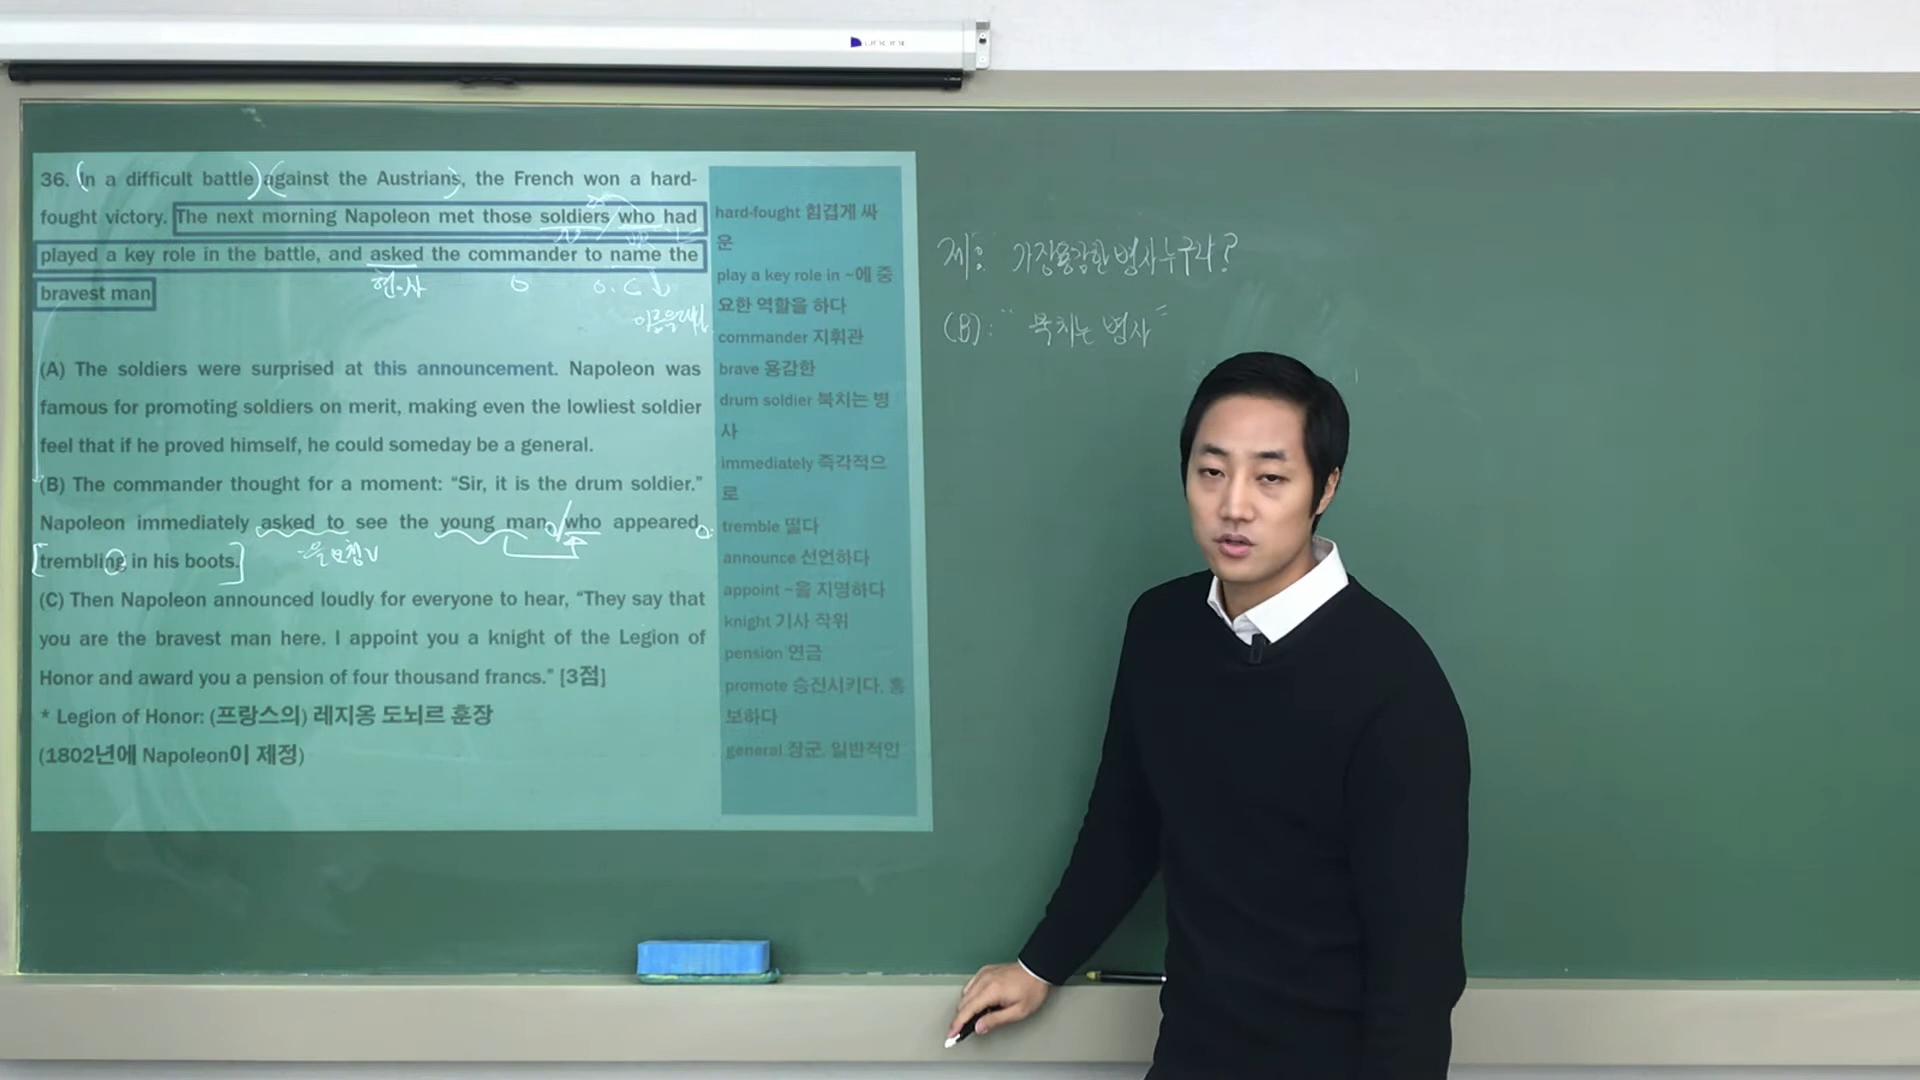 36. In a difficult battle against the Austrians, the French won a hard-
fought victory. The next morning Napoleon met those soldiers who had
played a key role in the battle, and asked the commander to name the
bravest man
(A) The soldiers were surprised at this announcement. Napoleon was
famous for promoting soldiers on merit, making even the lowliest soldier
feel that if he proved himself, he could someday be a general.
(B) The commander thought for a moment: “Sir, it is the drum soldier.”
Napoleon immediately asked to see the young man who appeared
trembling in his boots.
(C) Then Napoleon announced loudly for everyone to hear, “They say that
you are the bravest man here. I appoint you a knight of the Legion of
Honor and award you a pension of four thousand francs.” [3점]
* Legion of Honor: (프랑스의) 레지옹 도뇌르 훈장
(1802년에 Napoleon이 제정)
hard-fought 힘겹게 싸
운
play a key role in ~에 중
요한 역할을 하다
commander 지휘관
brave 용감한
drum soldier 북치는 병
사
immediately 즉각적으
로
tremble 떨다
announce 선언하다
appoint ~을 지명하다
knight 기사 작위
pension 연금
promote 승진시키다, 홍
보하다
general 장군, 일반적인
제: 가장용감한 병사누구냐?
(B): " 북치는 병사 "
O O.C